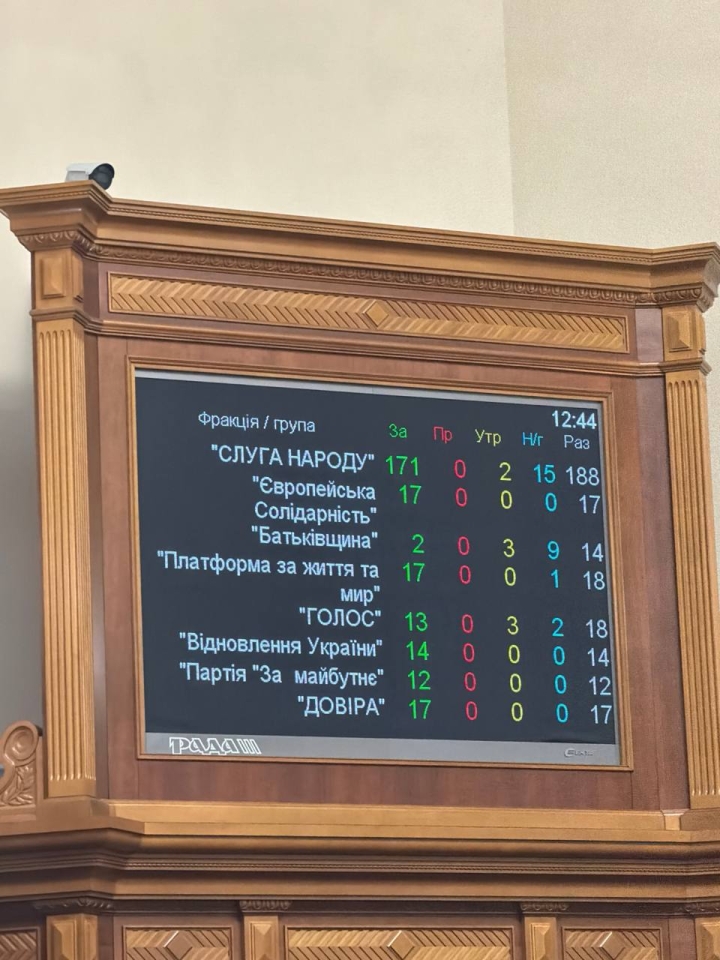 12:44
Фракція / група За Пр Утр Н/г Раз
"СЛУГА НАРОДУ" 171 0 2 15 188
"Європейська 17 0 0 0 17
Солідарність"
"Батьківщина" 2 0 3 9 14
"Платформа за життя та 17 0 0 1 18
мир"
"ГОЛОС" 13 0 3 2 18
"Відновлення України" 14 0 0 0 14
"Партія "За майбутнє" 12 0 0 0 12
"ДОВІРА" 17 0 0 0 17
РАДА III